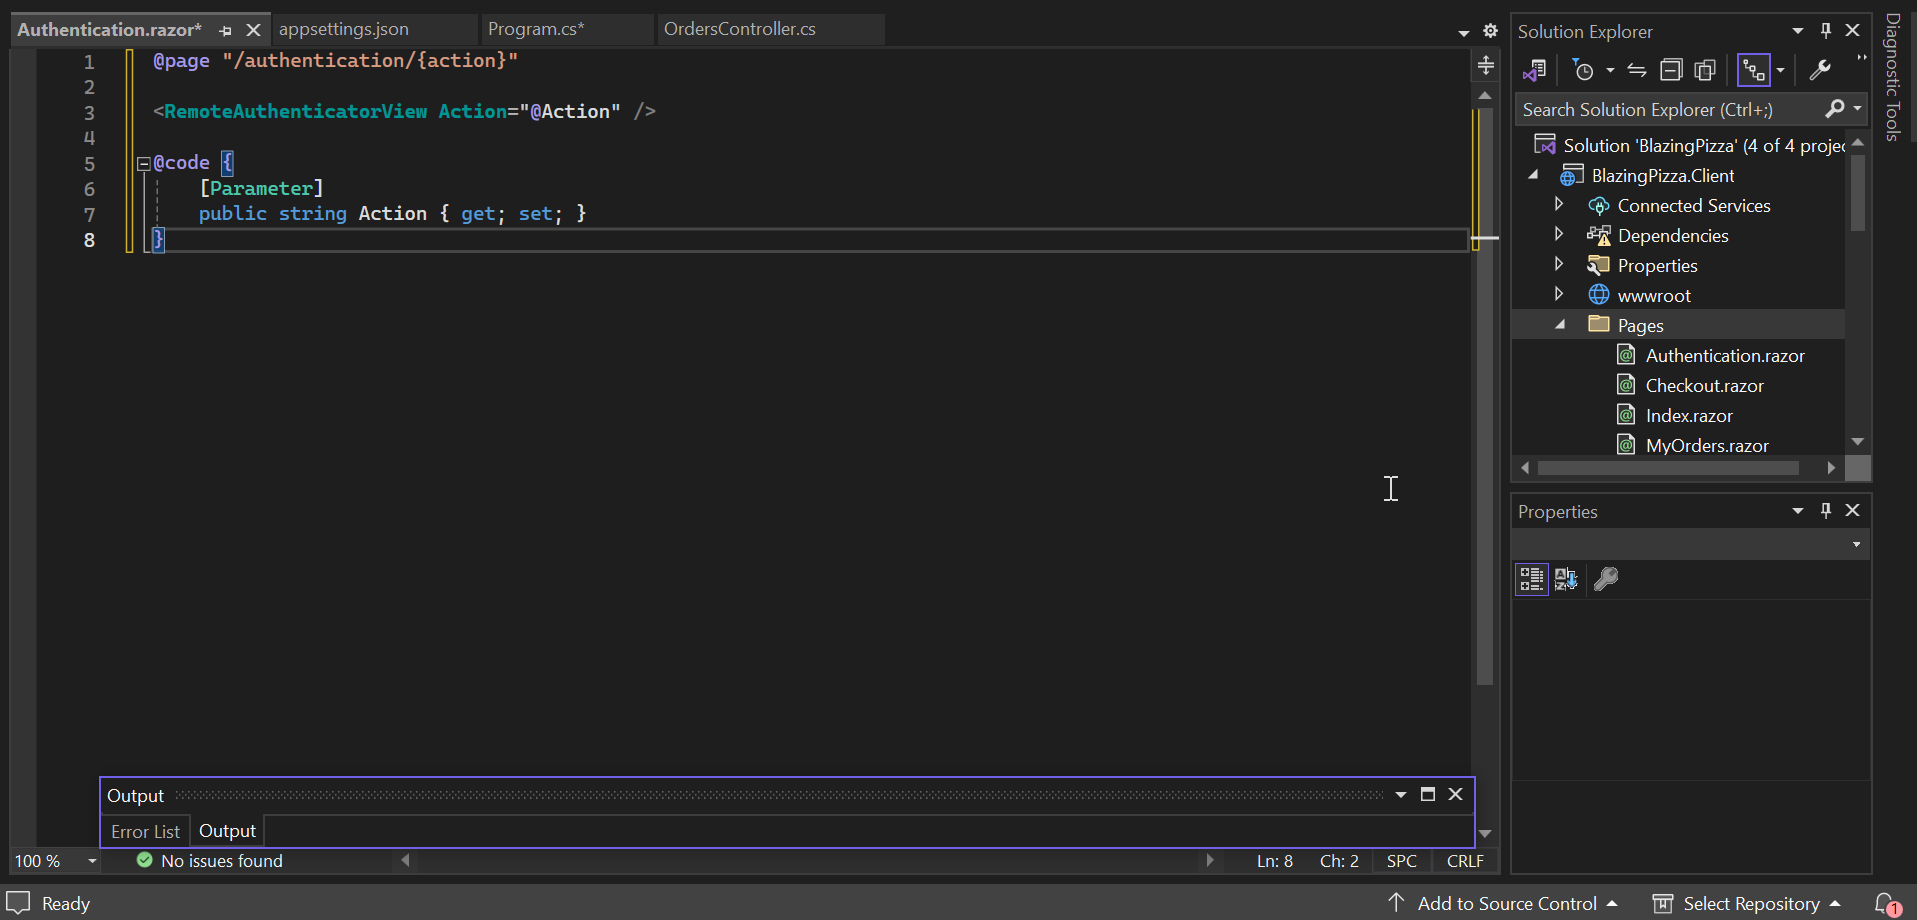 Authentication.razor*
appsettings.json
Program.cs*
OrdersController.cs
1 @page "/authentication/{action}"
2
3 <RemoteAuthenticatorView Action="@Action" />
4
5 @code {
6 [Parameter]
7 public string Action { get; set; }
8 }
Output
Error List Output
100 % No issues found Ln: 8 Ch: 2 SPC CRLF
Solution Explorer
Search Solution Explorer (Ctrl+;)
Solution 'BlazingPizza' (4 of 4 projec
BlazingPizza.Client
Connected Services
Dependencies
Properties
wwwroot
Pages
Authentication.razor
Checkout.razor
Index.razor
MyOrders.razor
Properties
Diagnostic Tools
Ready Add to Source Control Select Repository 1